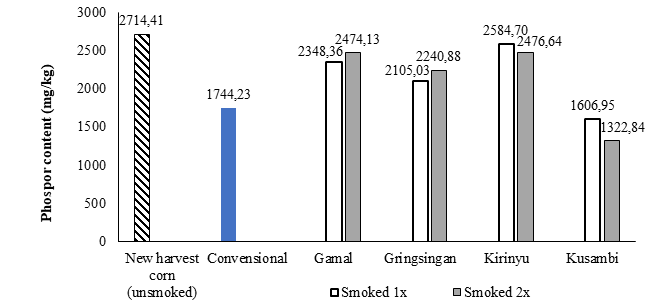 3000
2500
2000
1500
1000
500
0
Phospor content (mg/kg)
2714,41
1744,23
2348,36
2474,13
2105,03
2240,88
2584,70
2476,64
1606,95
1322,84
New harvest
corn
(unsmoked)
Convensional
Gamal
Gringsingan
Kirinyu
Kusambi
Smoked 1x
Smoked 2x